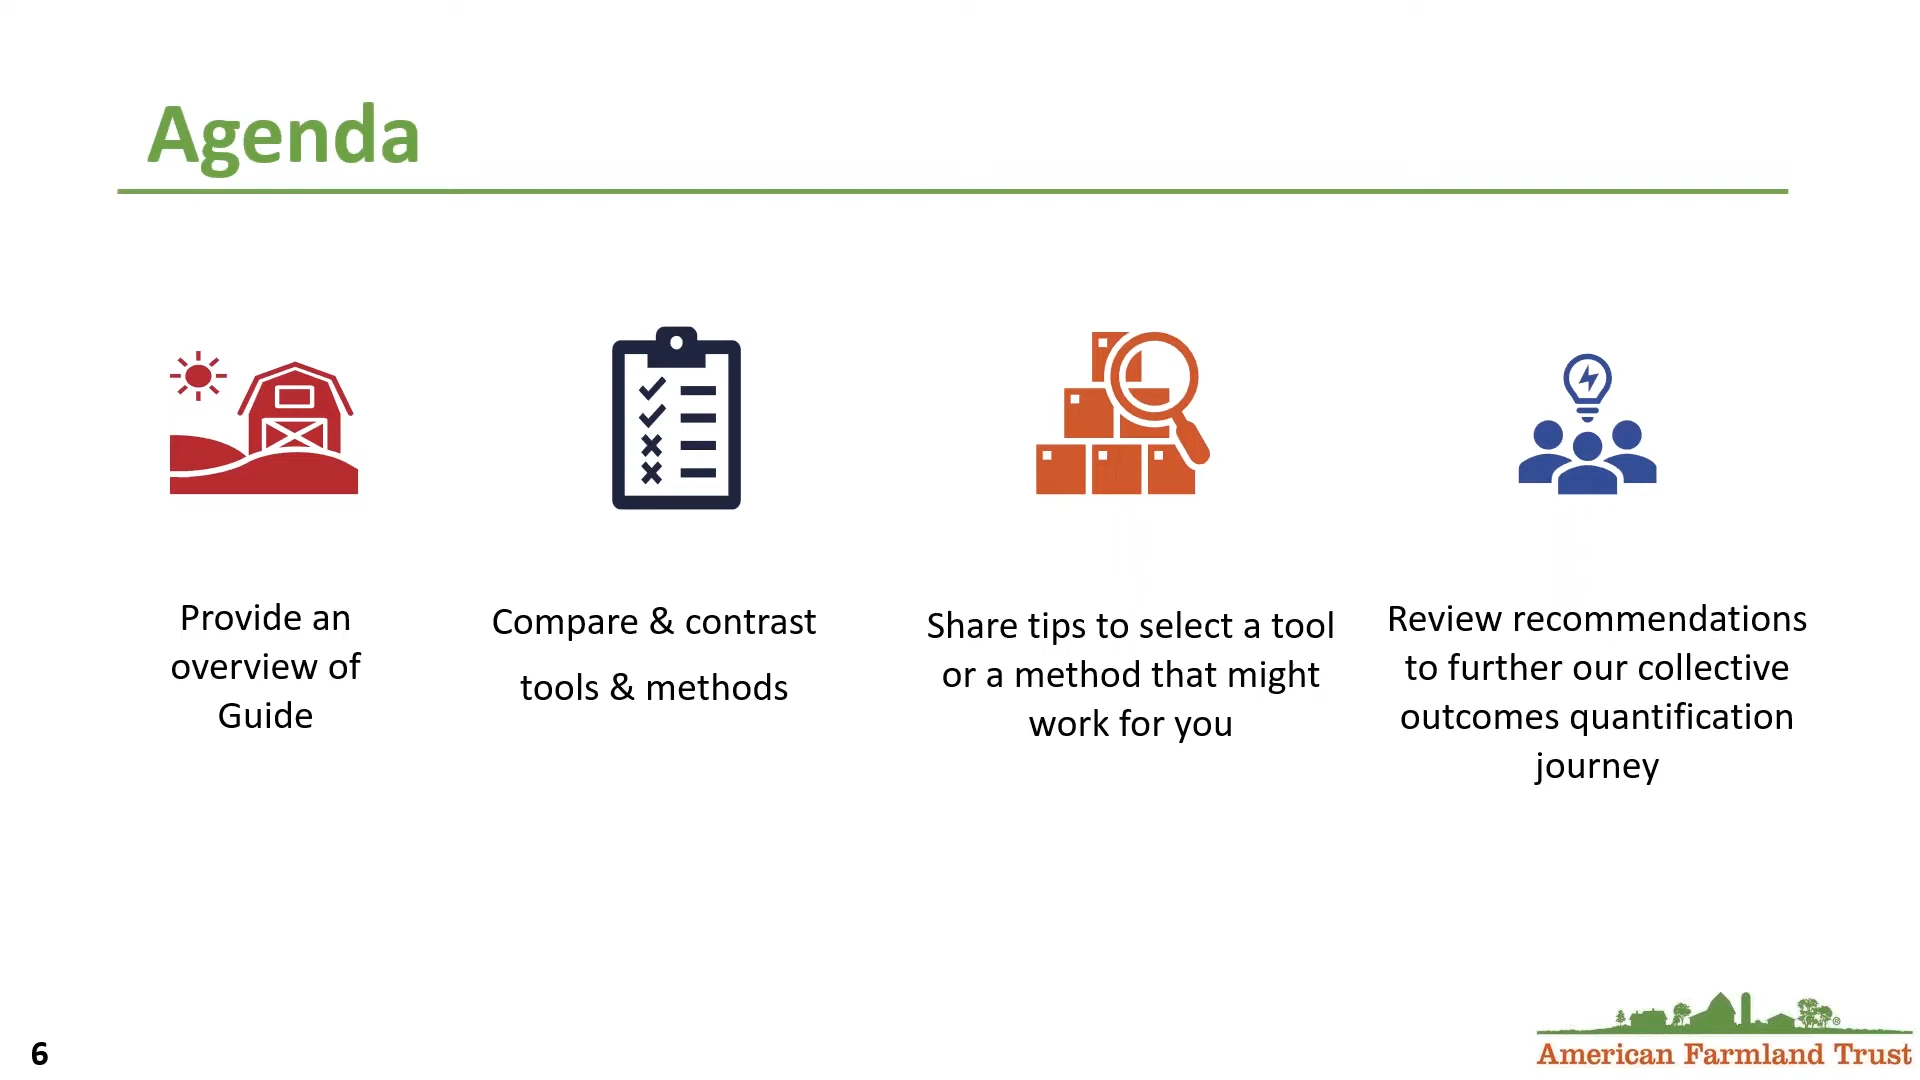 Agenda
Provide an
overview of
Guide
Compare & contrast
tools & methods
Share tips to select a tool
or a method that might
work for you
Review recommendations
to further our collective
outcomes quantification
journey
6
American Farmland Trust